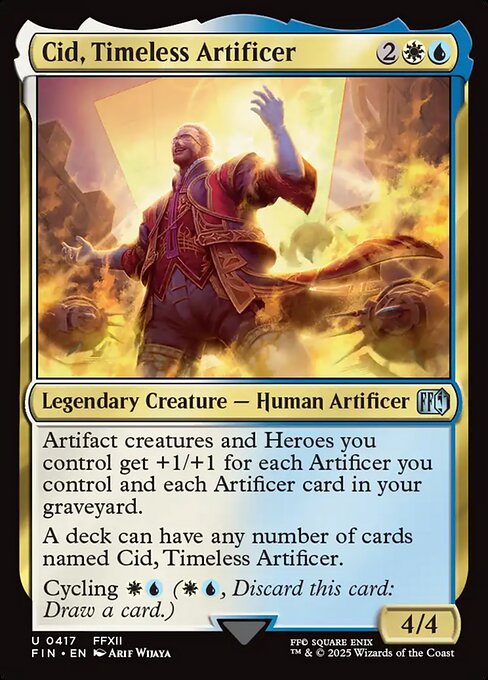 Cid, Timeless Artificer 2
Legendary Creature — Human Artificer FF
Artifact creatures and Heroes you
control get +1/+1 for each Artificer you
control and each Artificer card in your
graveyard.
A deck can have any number of cards
named Cid, Timeless Artificer.
Cycling (, Discard this card:
Draw a card.)
4/4
U 0417 FFXII
FIN • EN Arif Wijaya
FF© SQUARE ENIX
™ & © 2025 Wizards of the Coast